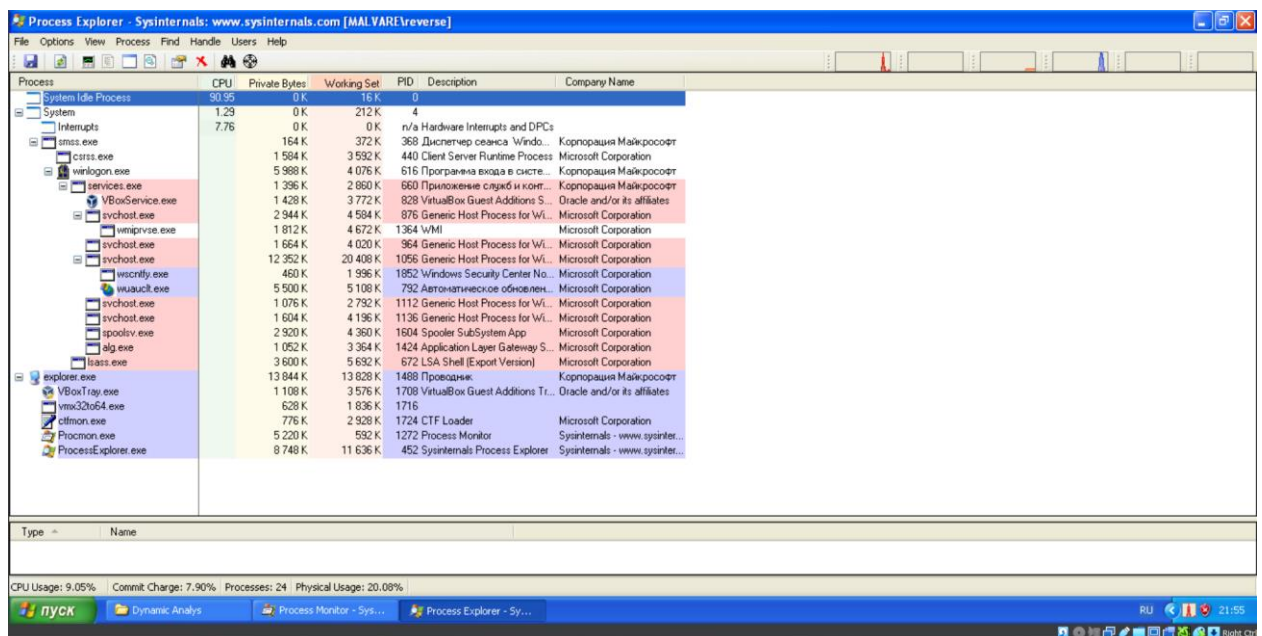 Process Explorer - Sysinternals: www.sysinternals.com [MALVARE\reverse]
File Options View Process Find Handle Users Help
Process CPU Private Bytes Working Set PID Description Company Name
System Idle Process 90.95 0 K 16 K 0
System 1.29 0 K 212 K 4
Interrupts 7.76 0 K 0 K n/a Hardware Interrupts and DPCs
smss.exe 164 K 372 K 368 Диспетчер сеанса Windo... Корпорация Майкрософт
csrss.exe 1 584 K 3 592 K 440 Client Server Runtime Process Microsoft Corporation
winlogon.exe 5 988 K 4 076 K 616 Программа входа в систе... Корпорация Майкрософт
services.exe 1 396 K 2 860 K 660 Приложение служб и конт... Корпорация Майкрософт
VBoxService.exe 1 428 K 3 772 K 828 VirtualBox Guest Additions S... Oracle and/or its affiliates
svchost.exe 2 944 K 4 584 K 876 Generic Host Process for Wi... Microsoft Corporation
wmiprvse.exe 1 812 K 4 672 K 1364 WMI Microsoft Corporation
svchost.exe 1 664 K 4 020 K 964 Generic Host Process for Wi... Microsoft Corporation
svchost.exe 12 352 K 20 408 K 1056 Generic Host Process for Wi... Microsoft Corporation
wscntfy.exe 460 K 1 996 K 1852 Windows Security Center No... Microsoft Corporation
wuauclt.exe 5 500 K 5 108 K 792 Автоматическое обновлен... Microsoft Corporation
svchost.exe 1 076 K 2 792 K 1112 Generic Host Process for Wi... Microsoft Corporation
svchost.exe 1 604 K 4 196 K 1136 Generic Host Process for Wi... Microsoft Corporation
spoolsv.exe 2 920 K 4 360 K 1604 Spooler SubSystem App Microsoft Corporation
alg.exe 1 052 K 3 364 K 1424 Application Layer Gateway S... Microsoft Corporation
lsass.exe 3 600 K 5 692 K 672 LSA Shell (Export Version) Microsoft Corporation
explorer.exe 13 844 K 13 828 K 1488 Проводник Корпорация Майкрософт
VBoxTray.exe 1 108 K 3 576 K 1708 VirtualBox Guest Additions Tr... Oracle and/or its affiliates
vmx32to64.exe 628 K 1 836 K 1716
ctfmon.exe 776 K 2 928 K 1724 CTF Loader Microsoft Corporation
Procmon.exe 5 220 K 592 K 1272 Process Monitor Sysinternals - www.sysinter...
ProcessExplorer.exe 8 748 K 11 636 K 452 Sysinternals Process Explorer Sysinternals - www.sysinter...
Type Name
CPU Usage: 9.05% Commit Charge: 7.90% Processes: 24 Physical Usage: 20.08%
пуск Dynamic Analys Process Monitor - Sys... Process Explorer - Sy... RU 21:55
Right Ctrl